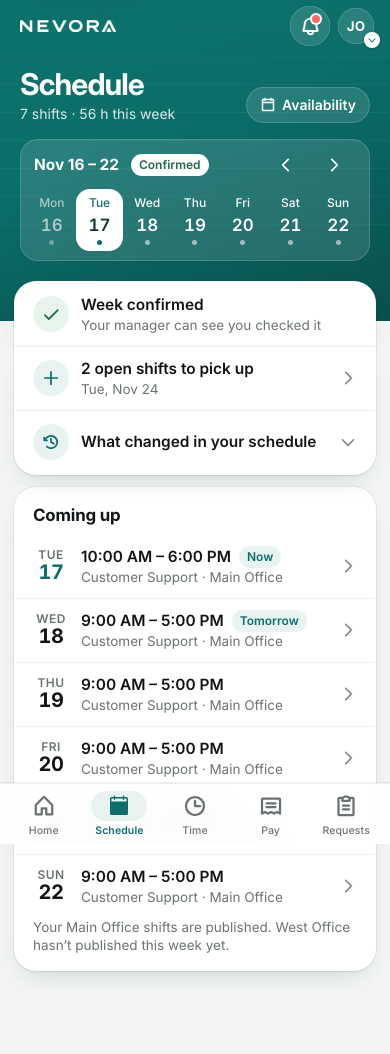 NEVORA
JO
Schedule
7 shifts · 56 h this week
Availability
Nov 16 – 22 Confirmed
Mon Tue Wed Thu Fri Sat Sun
16 17 18 19 20 21 22
Week confirmed
Your manager can see you checked it
2 open shifts to pick up
Tue, Nov 24
What changed in your schedule
Coming up
TUE
17
10:00 AM – 6:00 PM Now
Customer Support · Main Office
WED
18
9:00 AM – 5:00 PM Tomorrow
Customer Support · Main Office
THU
19
9:00 AM – 5:00 PM
Customer Support · Main Office
FRI
20
9:00 AM – 5:00 PM
Customer Support · Main Office
Home Schedule Time Pay Requests
SUN
22
9:00 AM – 5:00 PM
Customer Support · Main Office
Your Main Office shifts are published. West Office
hasn’t published this week yet.